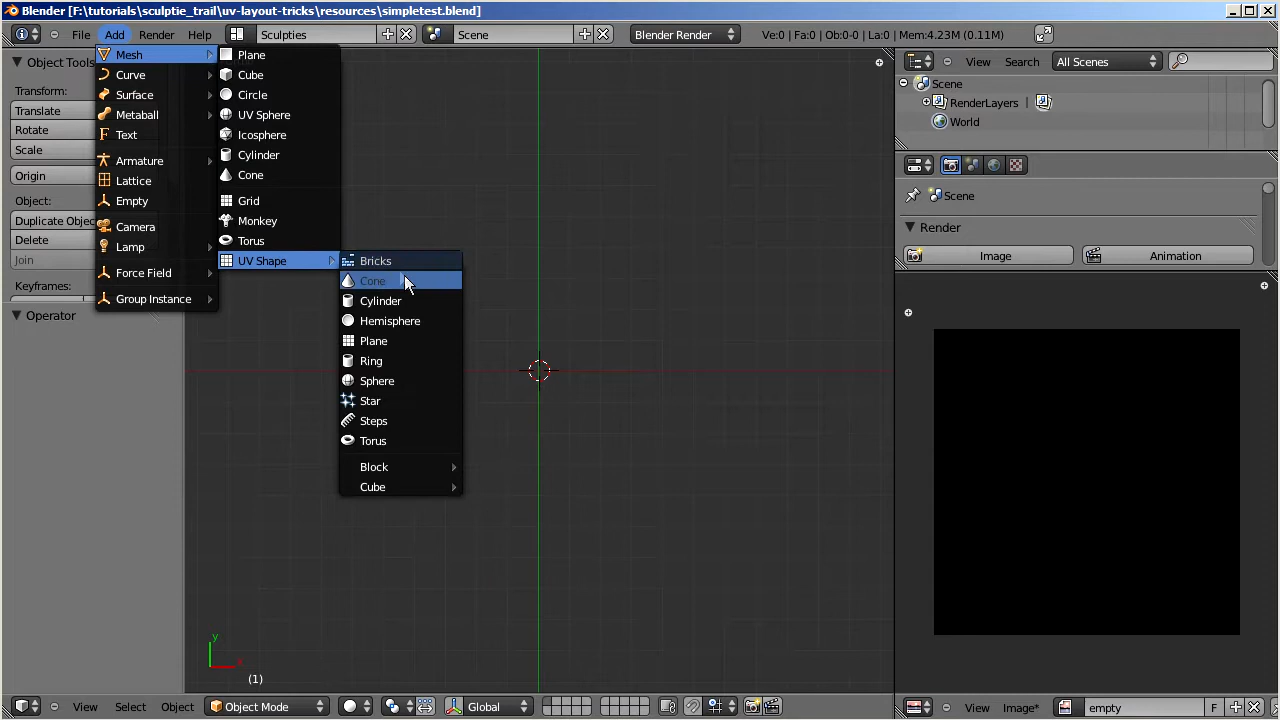 Blender [F:\tutorials\sculptie_trail\uv-layout-tricks\resources\simpletest.blend]
File Add Render Help Sculpties Scene Blender Render Ve:0 | Fa:0 | Ob:0-0 | La:0 | Mem:4.23M (0.11M)
Mesh
Curve
Surface
Metaball
Text
Armature
Lattice
Empty
Camera
Lamp
Force Field
Group Instance
Plane
Cube
Circle
UV Sphere
Icosphere
Cylinder
Cone
Grid
Monkey
Torus
UV Shape
Bricks
Cone
Cylinder
Hemisphere
Plane
Ring
Sphere
Star
Steps
Torus
Block
Cube
Object Tools
Transform:
Translate
Rotate
Scale
Origin
Object:
Duplicate Objec
Delete
Join
Keyframes:
Operator
y
x
(1)
View Select Object Object Mode Global
View Search All Scenes
Scene
RenderLayers |
World
Scene
Render
Image Animation
View Image* empty F